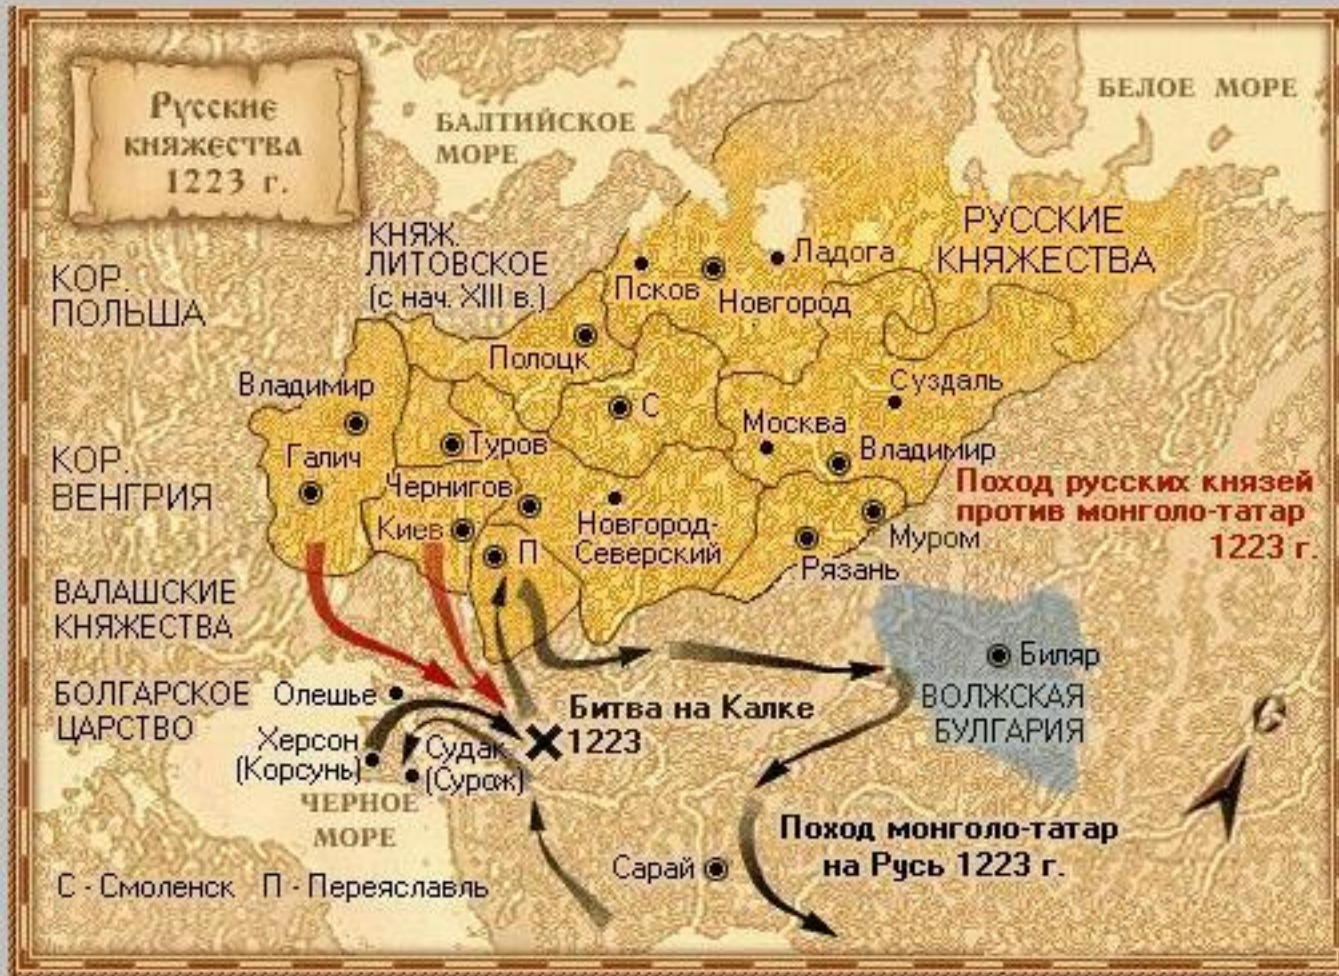 Русские
княжества
1223 г.
БАЛТИЙСКОЕ
МОРЕ
БЕЛОЕ МОРЕ
КНЯЖ.
ЛИТОВСКОЕ
(с нач. XIII в.)
РУССКИЕ
КНЯЖЕСТВА
КОР.
ПОЛЬША
Псков
Новгород
Ладога
Полоцк
Владимир
Галич
Туров
С
Суздаль
Москва
Владимир
КОР.
ВЕНГРИЯ
Чернигов
Киев
П
Новгород-
Северский
Муром
Рязань
Поход русских князей
против монголо-татар
1223 г.
ВАЛАШСКИЕ
КНЯЖЕСТВА
БОЛГАРСКОЕ
ЦАРСТВО
Олешье
Херсон
(Корсунь)
Судак
(Сурож)
Битва на Калке
1223
Биляр
ВОЛЖСКАЯ
БУЛГАРИЯ
С
ЧЕРНОЕ
МОРЕ
Поход монголо-татар
на Русь 1223 г.
Сарай
С - Смоленск П - Переяславль